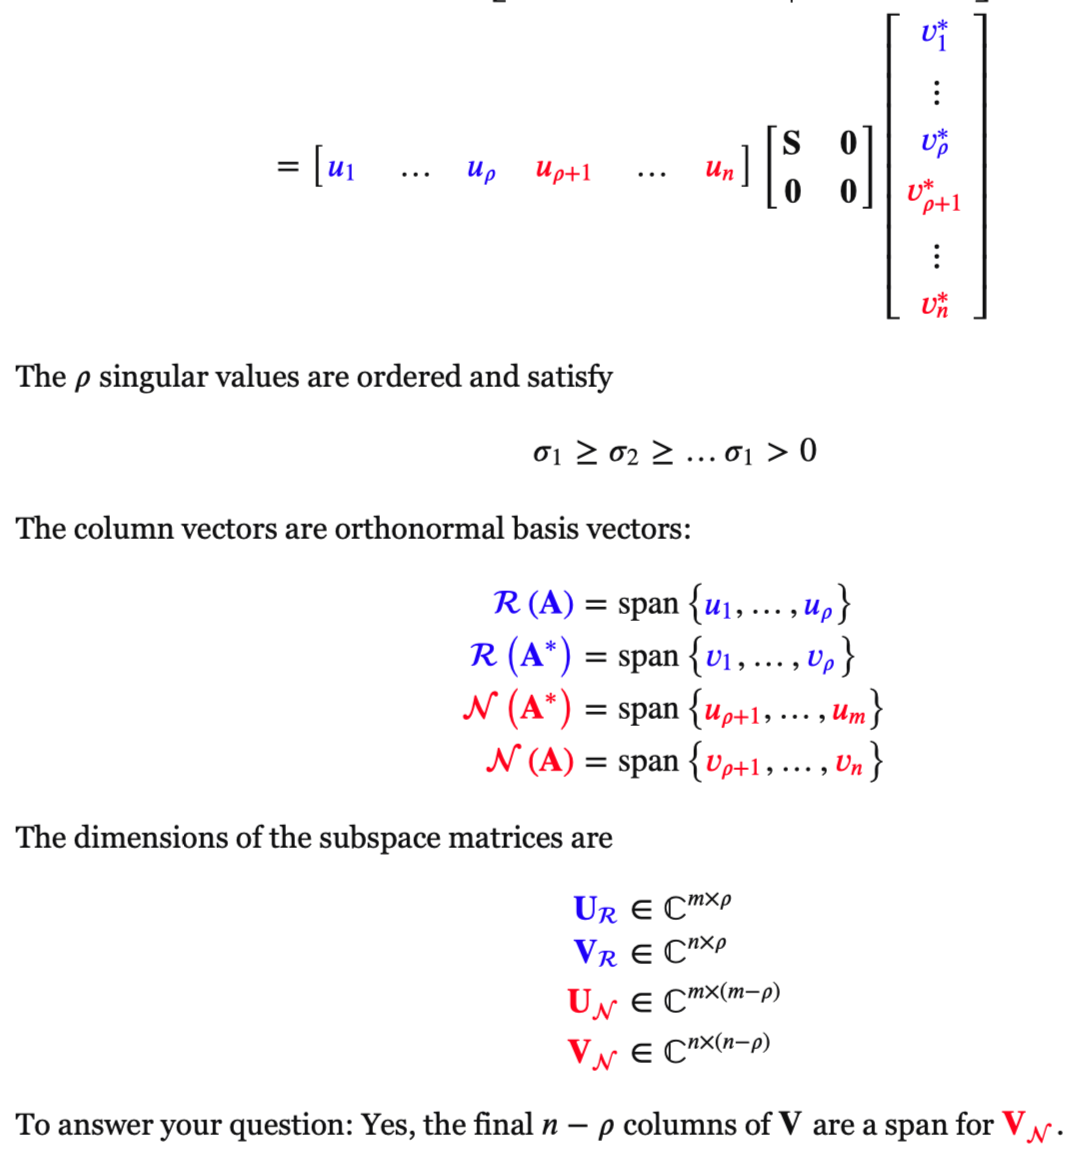 = [u₁ … u_ρ u_ρ+1 … u_n] [S 0 0 0] [v₁* ⋮ v_ρ* v_ρ+1* ⋮ v_n*]
The ρ singular values are ordered and satisfy
σ₁ ≥ σ₂ ≥ … σ₁ > 0
The column vectors are orthonormal basis vectors:
ℛ (A) = span {u₁, … , u_ρ}
ℛ (A*) = span {v₁, … , v_ρ}
𝒩 (A*) = span {u_ρ+1, … , u_m}
𝒩 (A) = span {v_ρ+1, … , v_n}
The dimensions of the subspace matrices are
U_ℛ ∈ ℂ^m×ρ
V_ℛ ∈ ℂ^n×ρ
U_𝒩 ∈ ℂ^m×(m−ρ)
V_𝒩 ∈ ℂ^n×(n−ρ)
To answer your question: Yes, the final n − ρ columns of V are a span for V_𝒩.